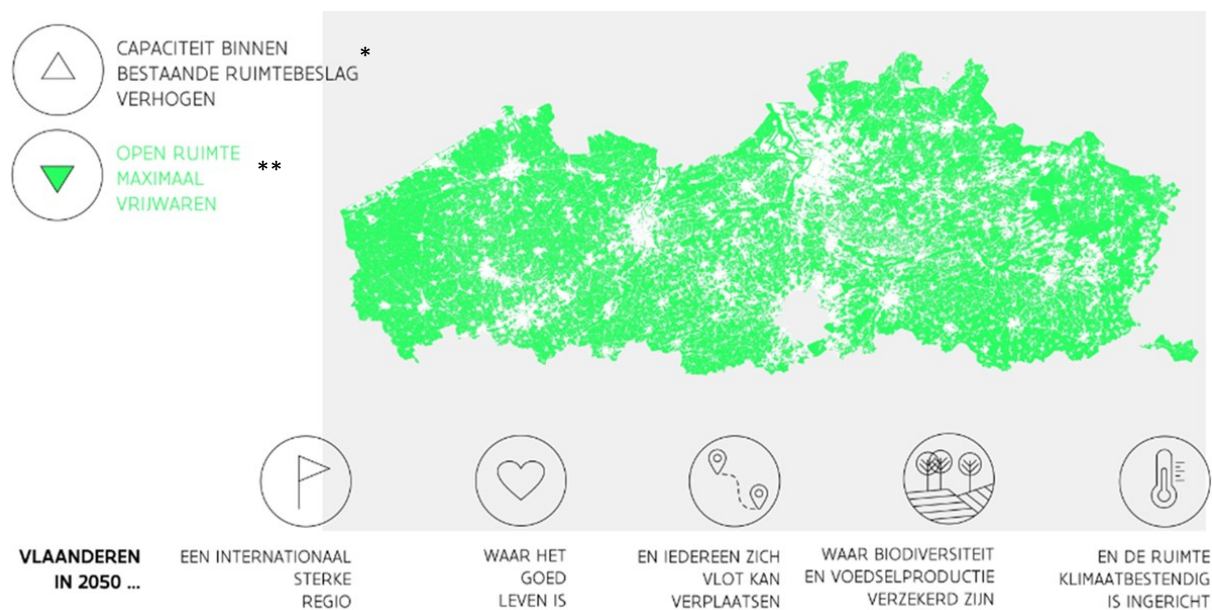 CAPACITEIT BINNEN
BESTAANDE RUIMTEBESLAG *
VERHOGEN
OPEN RUIMTE **
MAXIMAAL
VRIJWAREN
VLAANDEREN
IN 2050 ...
EEN INTERNATIONAAL
STERKE
REGIO
WAAR HET
GOED
LEVEN IS
EN IEDEREEN ZICH
VLOT KAN
VERPLAATSEN
WAAR BIODIVERSITEIT
EN VOEDSELPRODUCTIE
VERZEKERD ZIJN
EN DE RUIMTE
KLIMAATBESTENDIG
IS INGERICHT